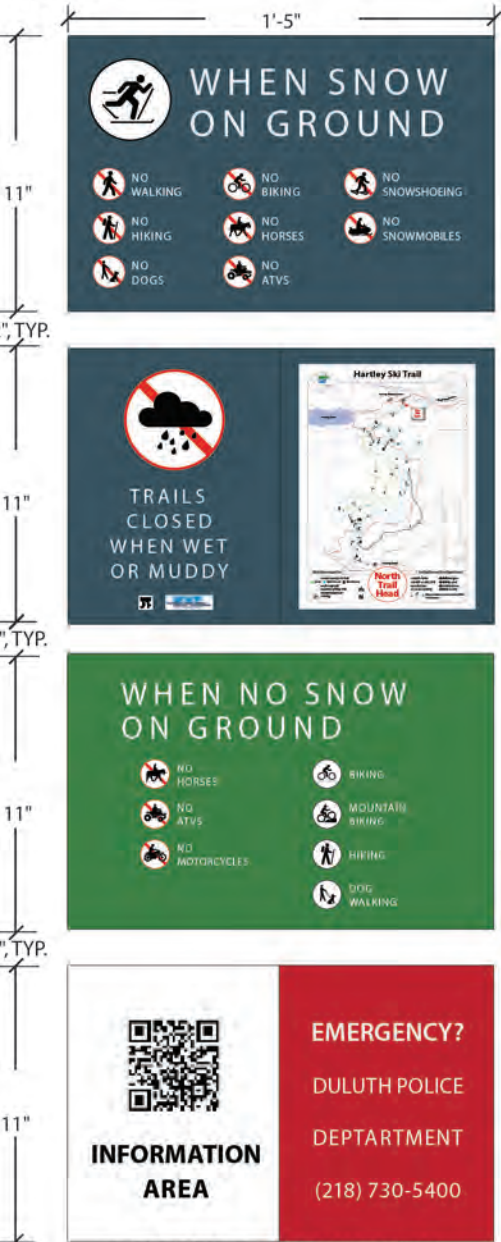 1'-5"
11"
WHEN SNOW
ON GROUND
NO
WALKING
NO
BIKING
NO
SNOWSHOEING
NO
HIKING
NO
HORSES
NO
SNOWMOBILES
NO
DOGS
NO
ATVS
", TYP.
11"
TRAILS
CLOSED
WHEN WET
OR MUDDY
Hartley Ski Trail
North
Trail
Head
", TYP.
11"
WHEN NO SNOW
ON GROUND
NO
HORSES
NO
ATVS
NO
MOTORCYCLES
BIKING
MOUNTAIN
BIKING
HIKING
DOG
WALKING
", TYP.
11"
INFORMATION
AREA
EMERGENCY?
DULUTH POLICE
DEPTARTMENT
(218) 730-5400